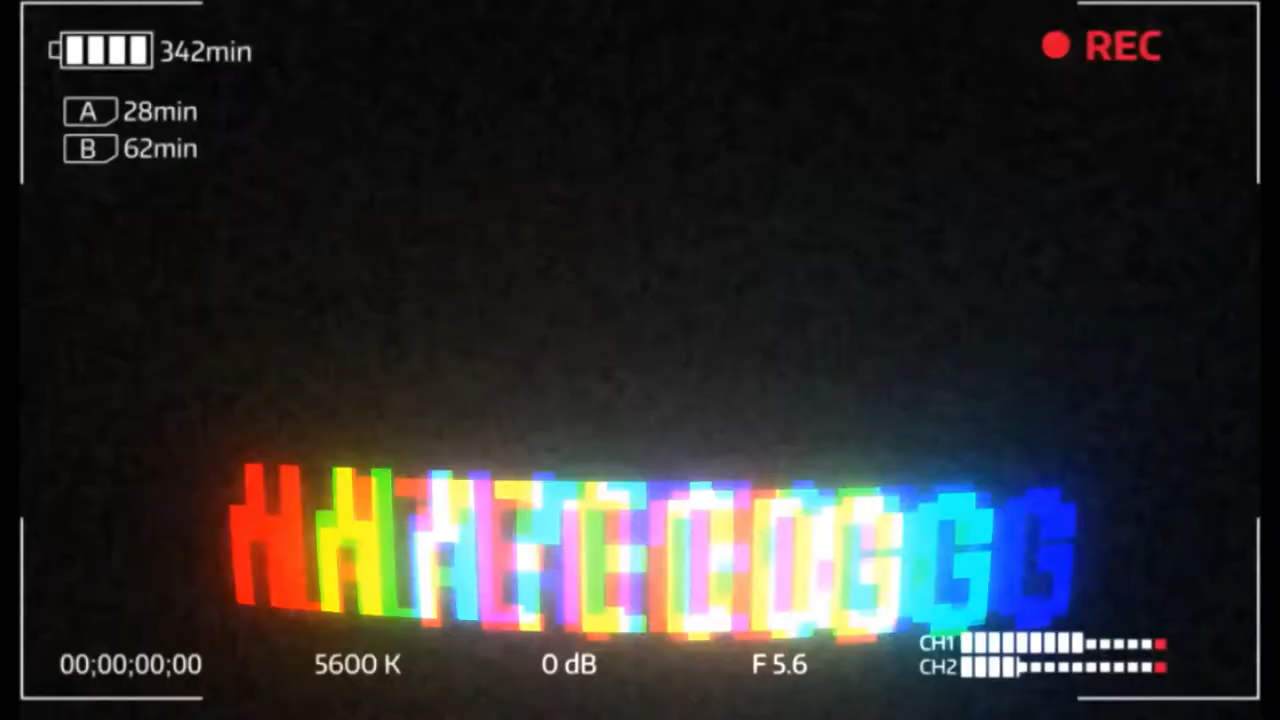 342min
REC
A 28min
B 62min
00;00;00;00
5600 K
0 dB
F 5.6
CH1
CH2